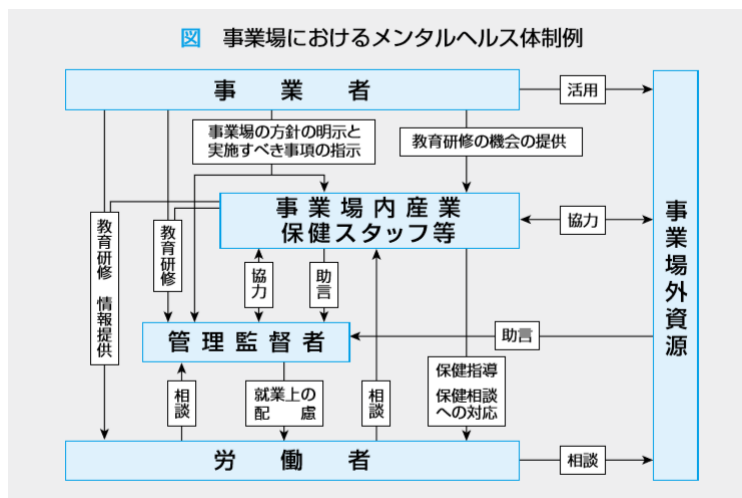 図 事業場におけるメンタルヘルス体制例
事業者
活用
事業場の方針の明示と
実施すべき事項の指示
教育研修の機会の提供
事業場内産業
保健スタッフ等
協力
事業場外資源
教育研修 情報提供
教育研修
協力
助言
管理監督者
助言
相談
就業上の
配慮
相談
保健指導
保健相談
への対応
労働者
相談